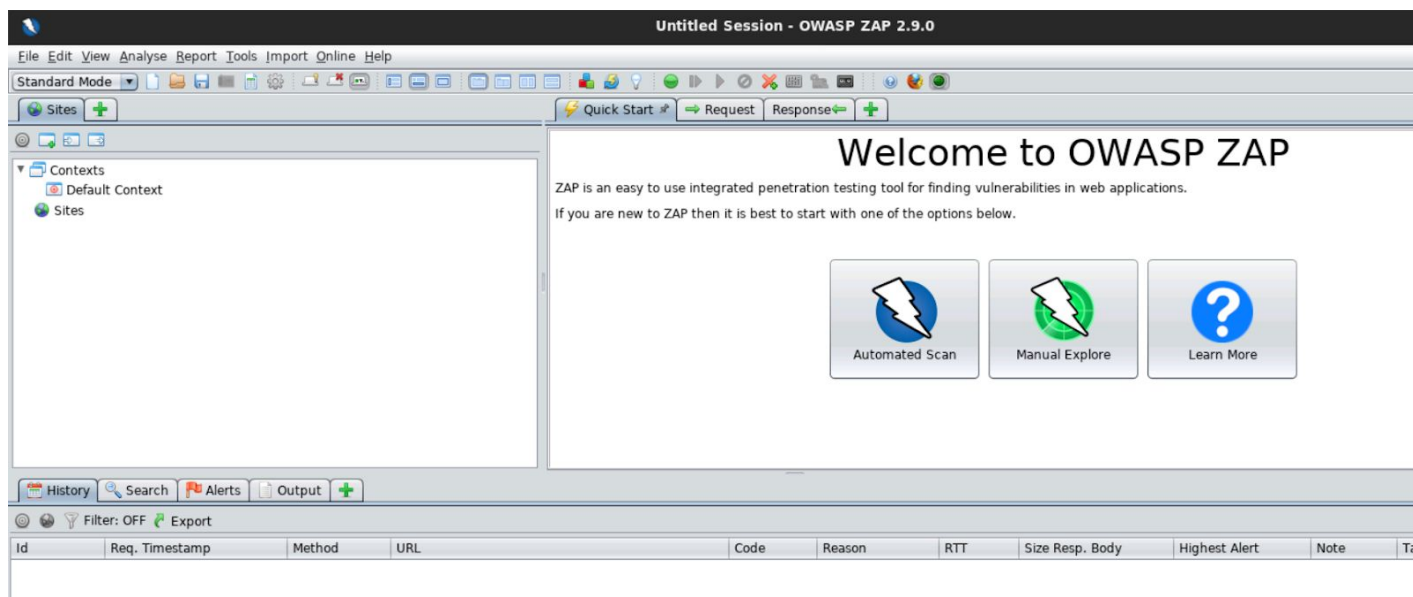 Untitled Session - OWASP ZAP 2.9.0
File Edit View Analyse Report Tools Import Online Help
Standard Mode
Sites
Quick Start Request Response
Contexts
Default Context
Sites
Welcome to OWASP ZAP
ZAP is an easy to use integrated penetration testing tool for finding vulnerabilities in web applications.
If you are new to ZAP then it is best to start with one of the options below.
Automated Scan Manual Explore Learn More
History Search Alerts Output
Filter: OFF Export
Id Req. Timestamp Method URL Code Reason RTT Size Resp. Body Highest Alert Note